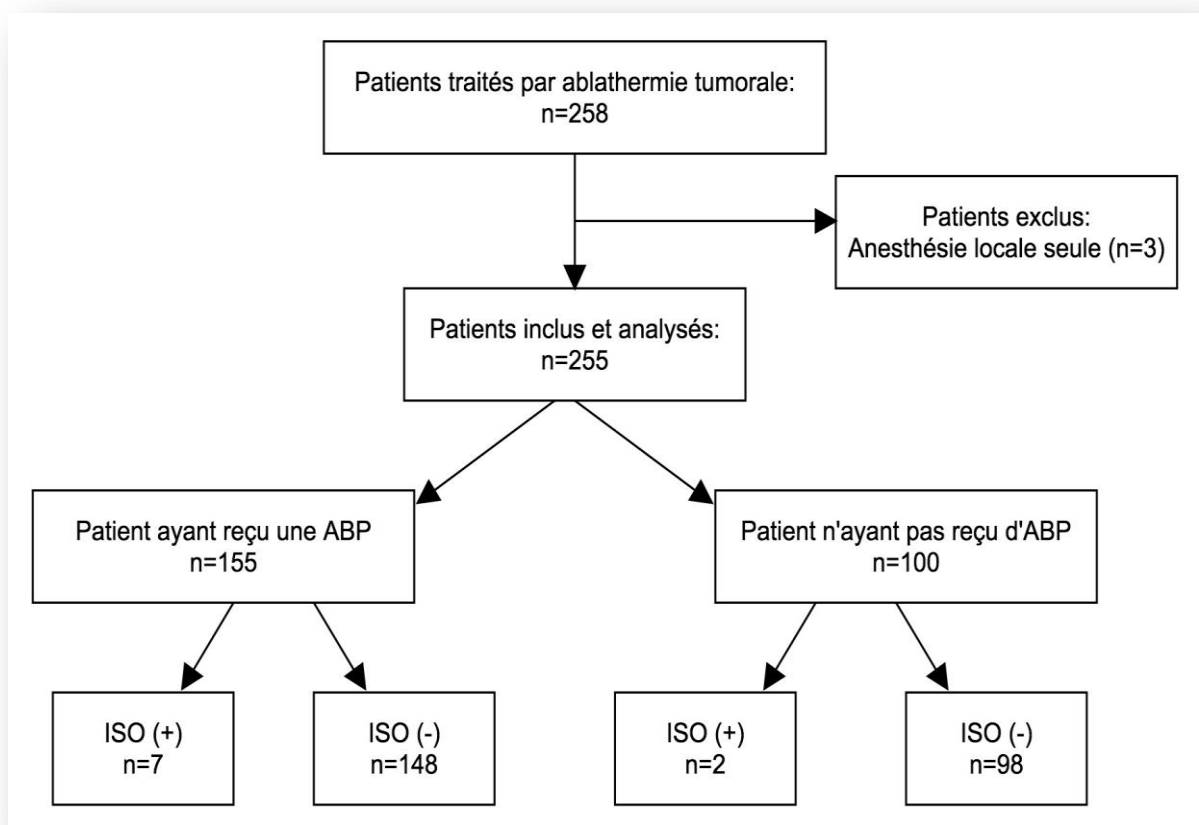 Patients traités par ablathermie tumorale:
n=258
Patients exclus:
Anesthésie locale seule (n=3)
Patients inclus et analysés:
n=255
Patient ayant reçu une ABP
n=155
Patient n'ayant pas reçu d'ABP
n=100
ISO (+)
n=7
ISO (-)
n=148
ISO (+)
n=2
ISO (-)
n=98